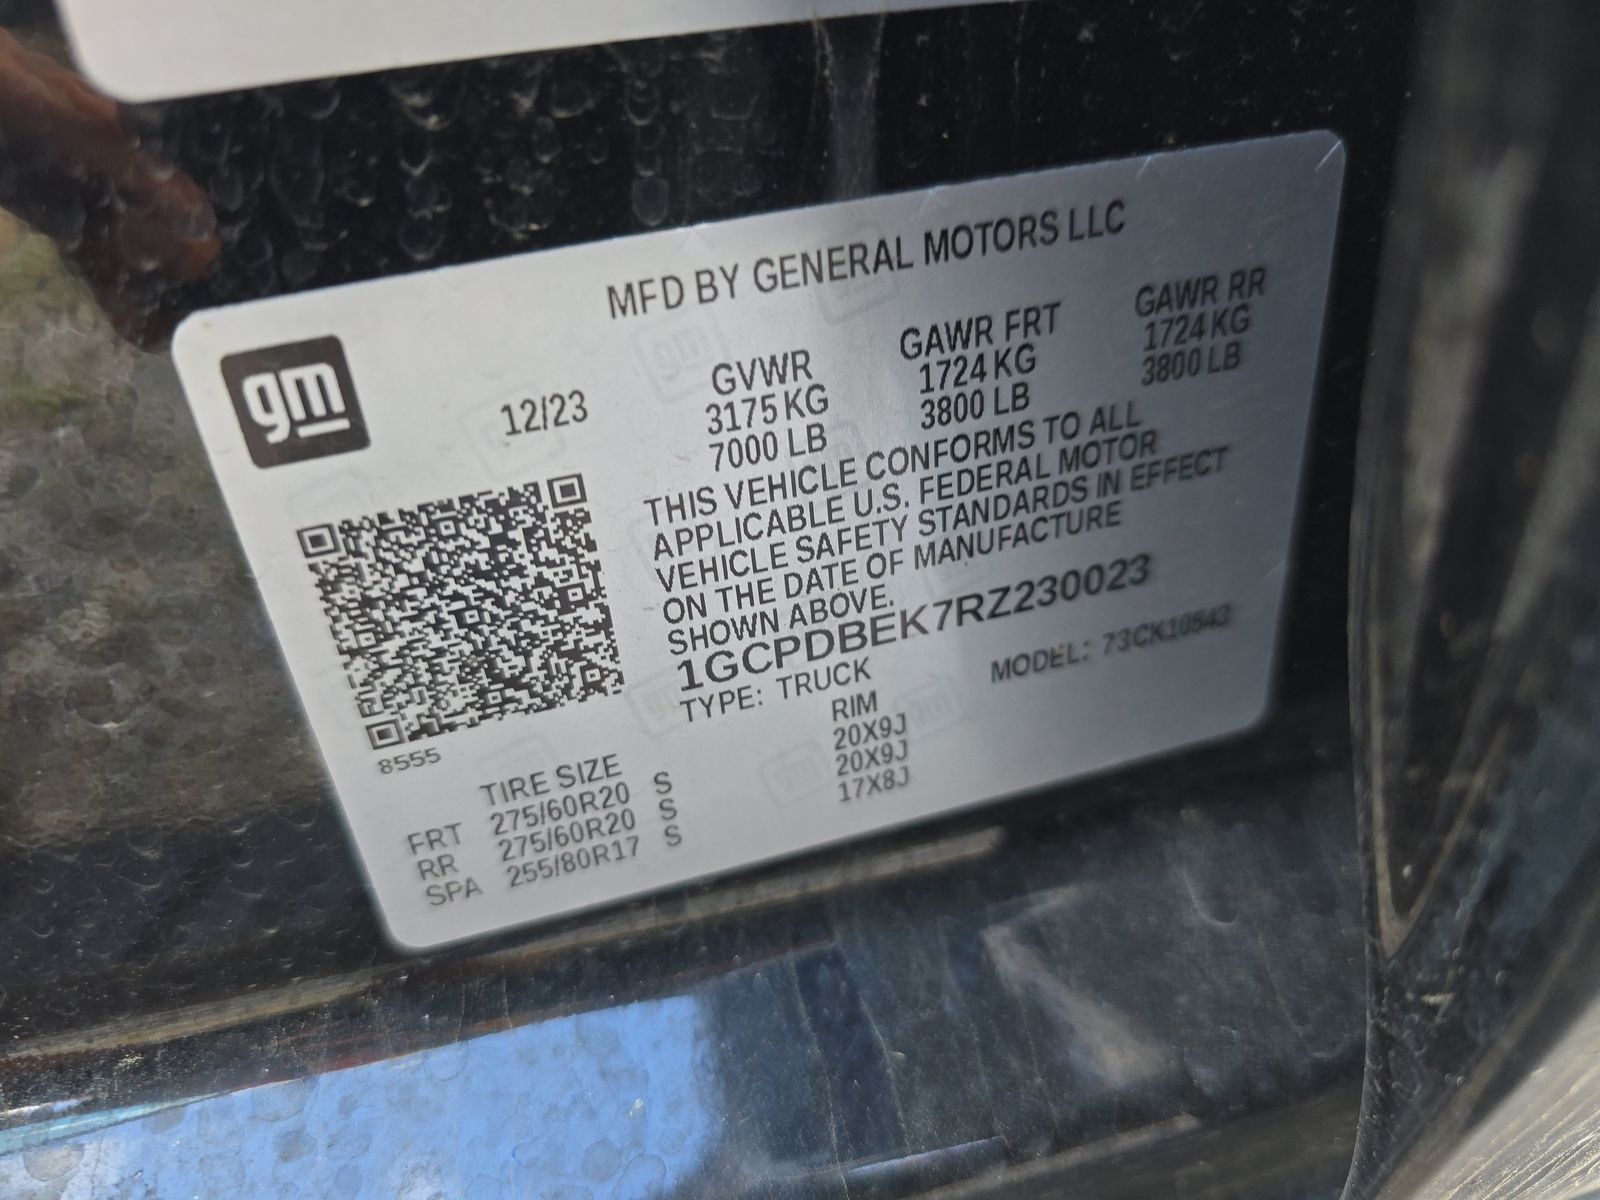 MFD BY GENERAL MOTORS LLC
gm
12/23
GVWR GAWR FRT GAWR RR
3175 KG 1724 KG 1724 KG
7000 LB 3800 LB 3800 LB
THIS VEHICLE CONFORMS TO ALL
APPLICABLE U.S. FEDERAL MOTOR
VEHICLE SAFETY STANDARDS IN EFFECT
ON THE DATE OF MANUFACTURE
SHOWN ABOVE.
1GCPDBEK7RZ230023
TYPE: TRUCK MODEL: 73CK10543
8555
TIRE SIZE RIM
FRT 275/60R20 S 20X9J
RR 275/60R20 S 20X9J
SPA 255/80R17 S 17X8J